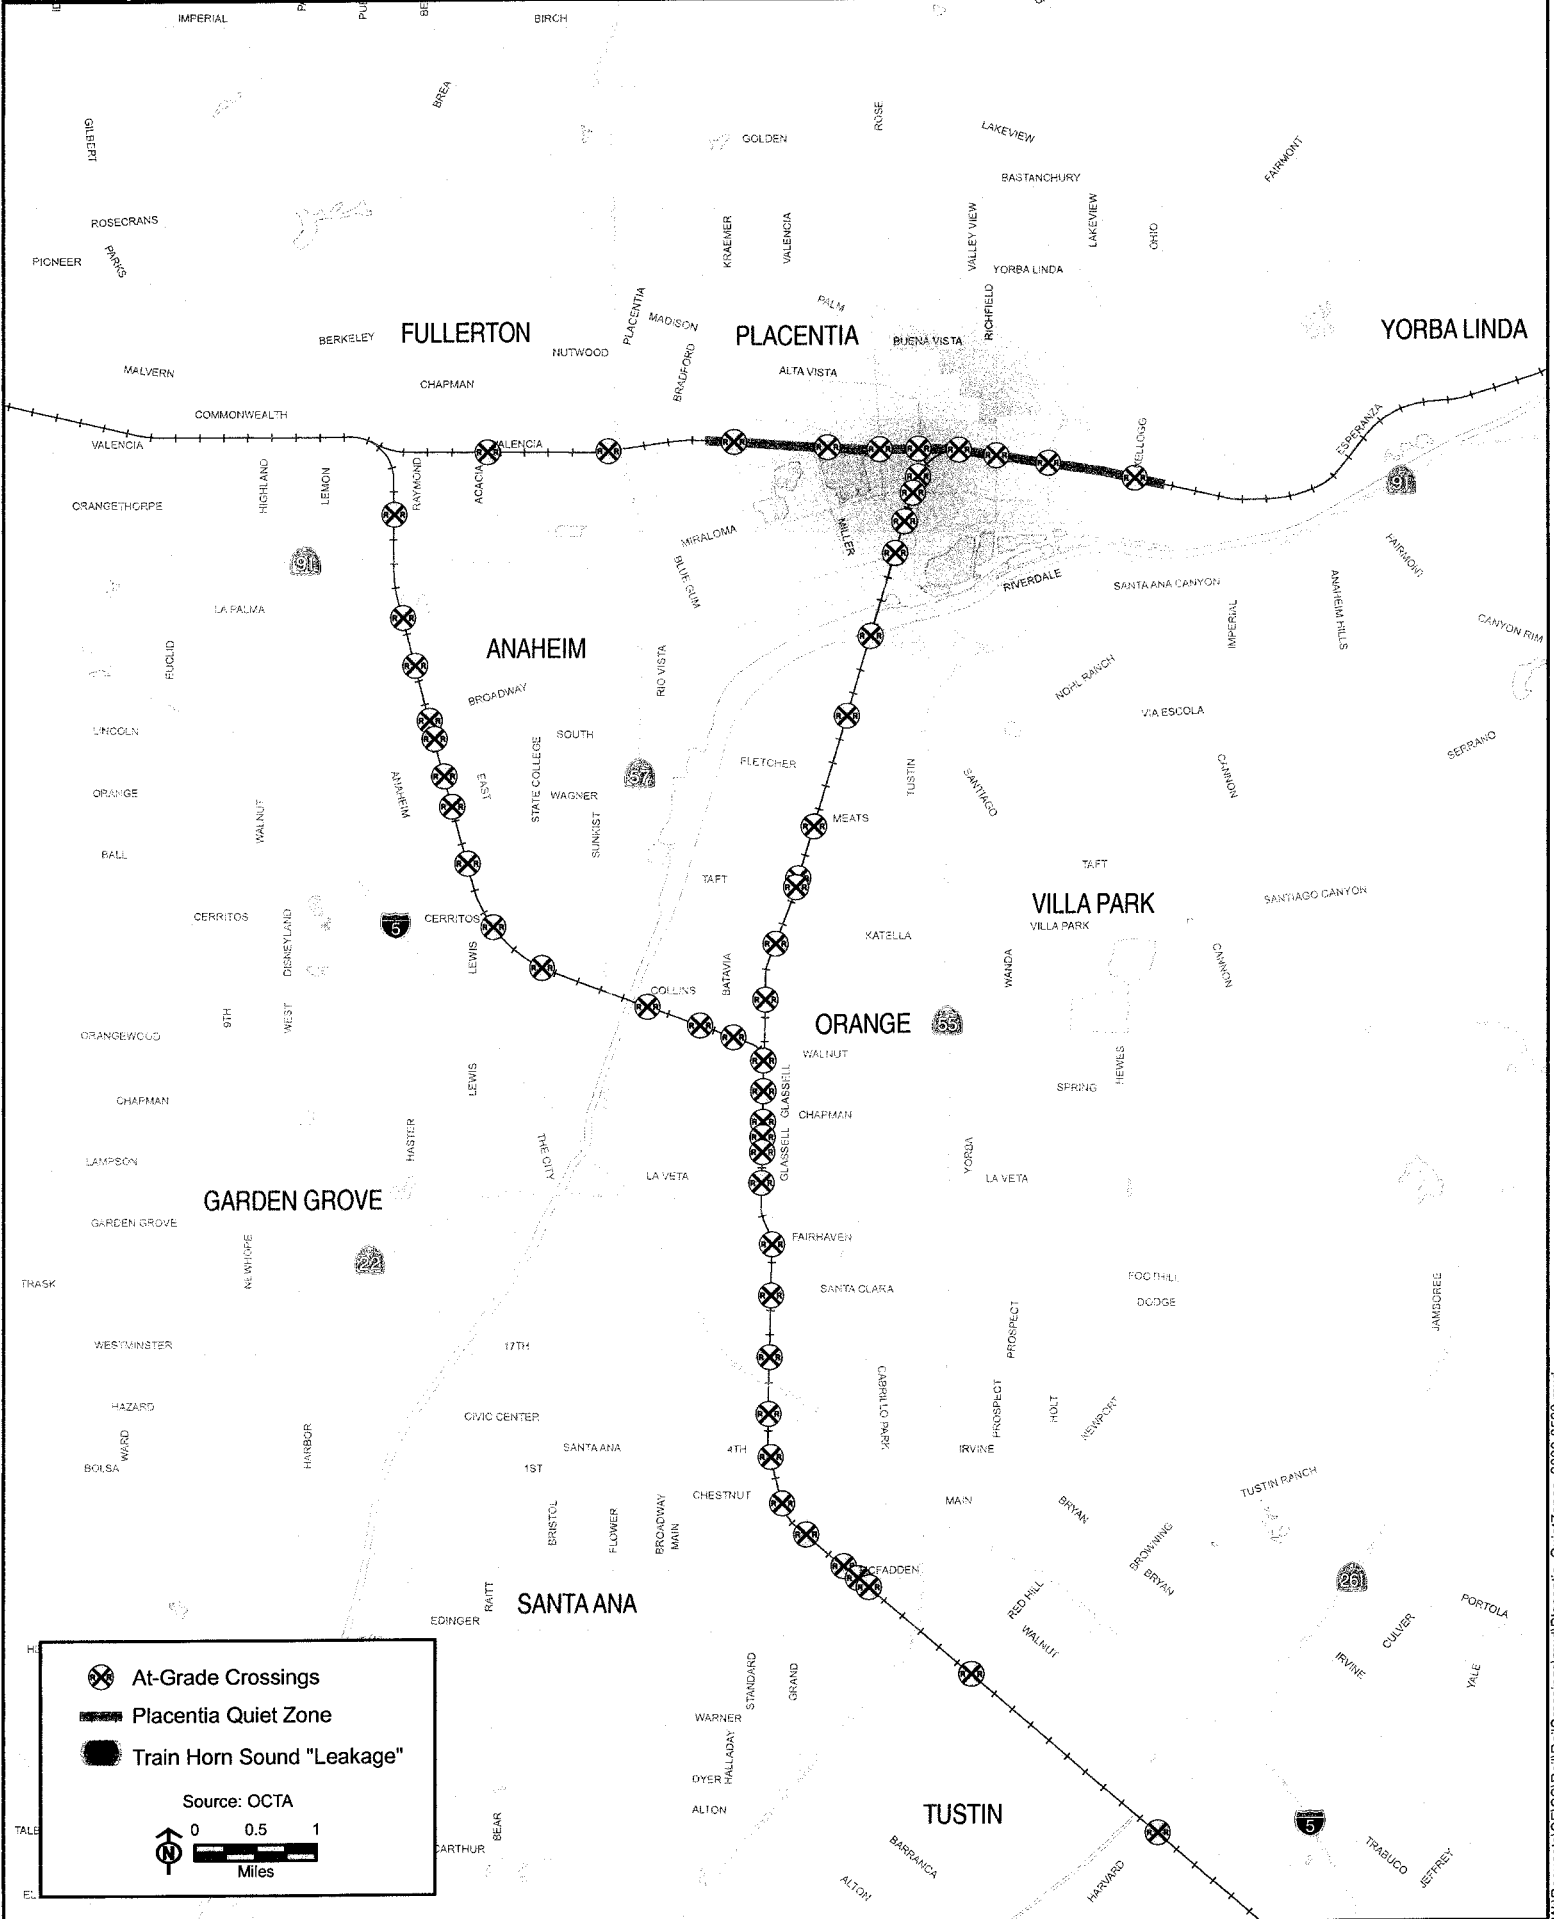 IMPERIAL
BIRCH
BREA
GILBERT
GOLDEN
ROSE
LAKEVIEW
FAIRMONT
BASTANCHURY
ROSECRANS
PIONEER
PARKS
KRAEMER
VALENCIA
VALLEY VIEW
LAKEVIEW
OHIO
YORBA LINDA
PLACENTIA
MADISON
PALM
RICHFIELD
BERKELEY
FULLERTON
PLACENTIA
BUENA VISTA
YORBA LINDA
NUTWOOD
BRADFORD
MALVERN
CHAPMAN
ALTA VISTA
COMMONWEALTH
VALENCIA
VALENCIA
KELLOGG
ESPERANZA
HIGHLAND
LEMON
RAYMOND
ACACIA
91
ORANGETHORPE
MIRALOMA
MILLER
91
BLUE GUM
RIVERDALE
SANTA ANA CANYON
FAIRMONT
LA PALMA
IMPERIAL
ANAHEIM HILLS
CANYON RIM
EUCLID
ANAHEIM
RIO VISTA
NOHL RANCH
BROADWAY
VIA ESCOLA
LINCOLN
SOUTH
SERRANO
STATE COLLEGE
57
FLETCHER
TUSTIN
SANTIAGO
CANNON
ORANGE
ANAHEIM
EAST
WAGNER
WALNUT
SUNKIST
MEATS
BALL
TAFT
TAFT
SANTIAGO CANYON
VILLA PARK
VILLA PARK
CERRITOS
DISNEYLAND
5
CERRITOS
KATELLA
LEWIS
BATAVIA
WANDA
CANNON
COLLINS
9TH
WEST
ORANGE
55
ORANGEWOOD
WALNUT
HEWES
LEWIS
GLASSELL
SPRING
CHAPMAN
CHAPMAN
HASTER
THE CITY
GLASSELL
YORBA
LAMPSON
LA VETA
LA VETA
GARDEN GROVE
GARDEN GROVE
NEWHOPE
22
FAIRHAVEN
TRASK
SANTA CLARA
FOOTHILL
DODGE
JAMBOREE
PROSPECT
WESTMINSTER
17TH
CABRILLO PARK
PROSPECT
HOLT
NEWPORT
HAZARD
CIVIC CENTER
WARD
HARBOR
SANTA ANA
4TH
IRVINE
BOLSA
1ST
CHESTNUT
MAIN
TUSTIN RANCH
BRYAN
BRISTOL
FLOWER
BROADWAY
MAIN
BROWNING
BRYAN
MCFADDEN
261
RAITT
SANTA ANA
RED HILL
PORTOLA
EDINGER
WALNUT
CULVER
IRVINE
YALE
STANDARD
GRAND
At-Grade Crossings
Placentia Quiet Zone
WARNER
HALLADAY
Train Horn Sound "Leakage"
DYER
Source: OCTA
ALTON
TUSTIN
5
0 0.5 1
N
Miles
BEAR
BARRANCA
TRABUCO
JEFFREY
ALTON
HARVARD